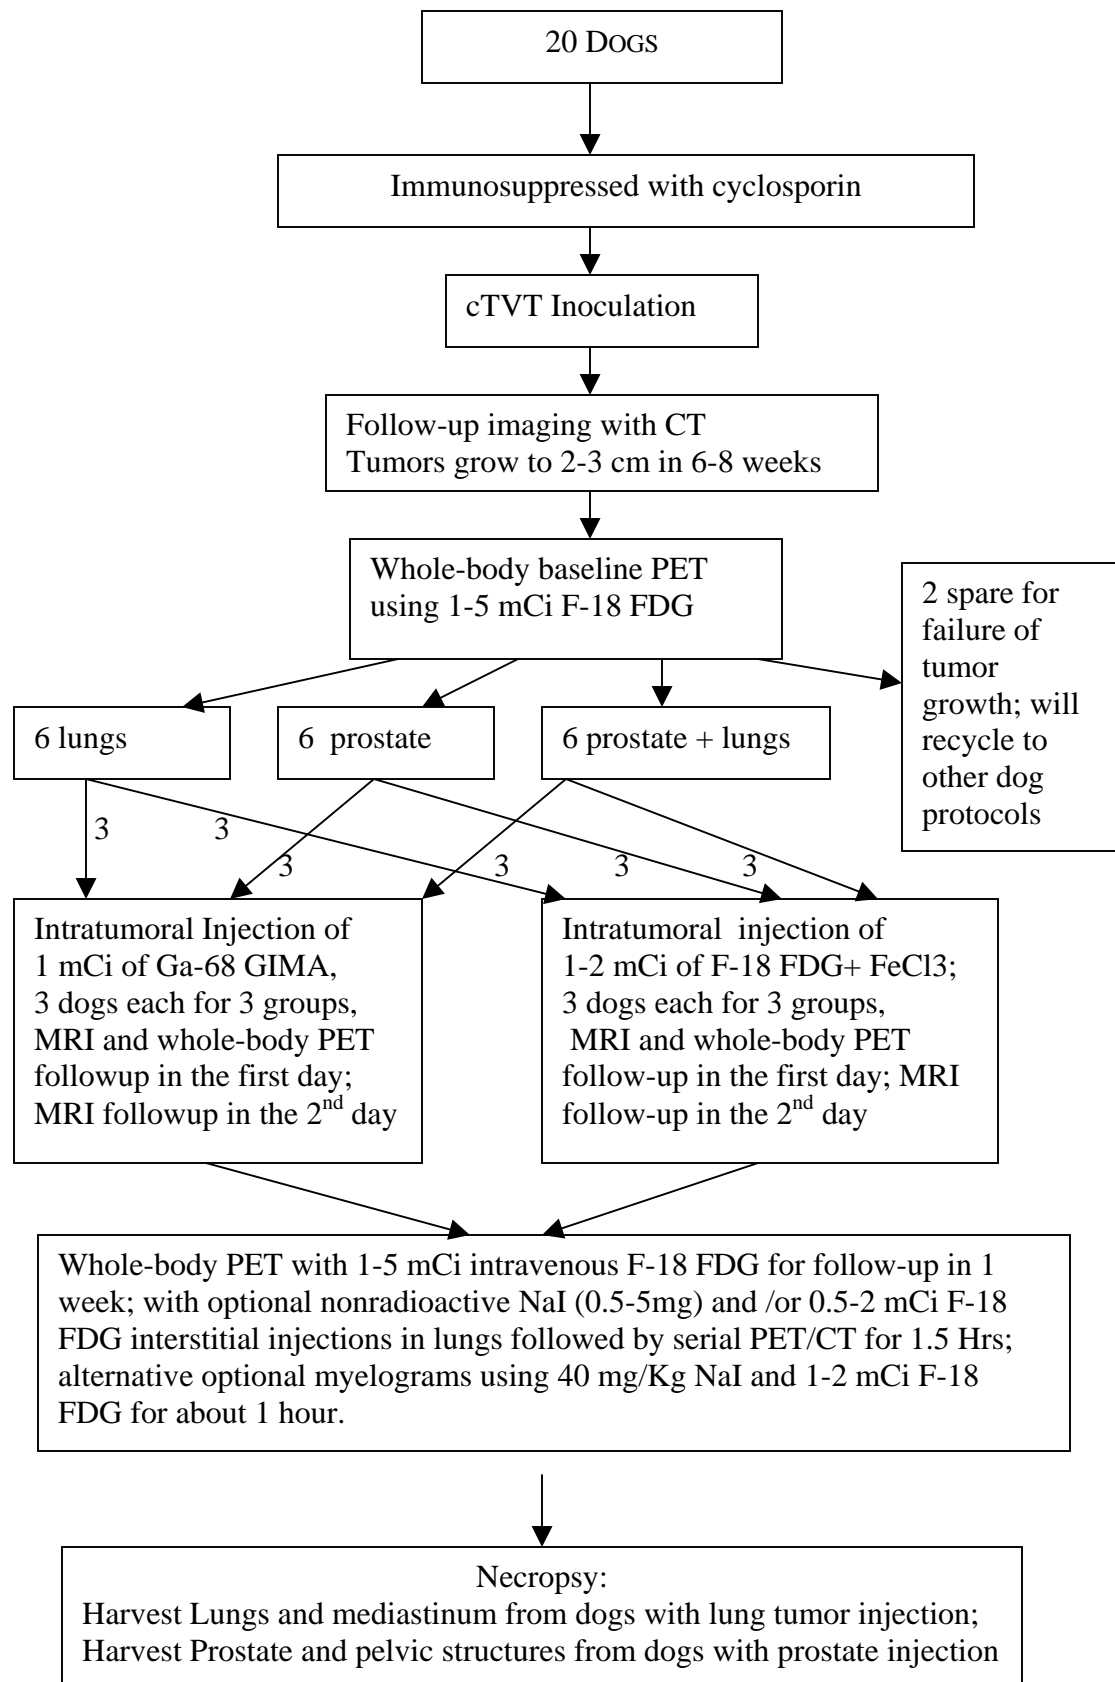 20 DOGS
Immunosuppressed with cyclosporin
cTVT Inoculation
Follow-up imaging with CT
Tumors grow to 2-3 cm in 6-8 weeks
Whole-body baseline PET
using 1-5 mCi F-18 FDG
2 spare for
failure of
tumor
growth; will
recycle to
other dog
protocols
6 lungs
6 prostate
6 prostate + lungs
3
3
3
3
3
3
Intratumoral Injection of
1 mCi of Ga-68 GIMA,
3 dogs each for 3 groups,
MRI and whole-body PET
followup in the first day;
MRI followup in the 2nd day
Intratumoral injection of
1-2 mCi of F-18 FDG+ FeCl3;
3 dogs each for 3 groups,
MRI and whole-body PET
follow-up in the first day; MRI
follow-up in the 2nd day
Whole-body PET with 1-5 mCi intravenous F-18 FDG for follow-up in 1
week; with optional nonradioactive NaI (0.5-5mg) and /or 0.5-2 mCi F-18
FDG interstitial injections in lungs followed by serial PET/CT for 1.5 Hrs;
alternative optional myelograms using 40 mg/Kg NaI and 1-2 mCi F-18
FDG for about 1 hour.
Necropsy:
Harvest Lungs and mediastinum from dogs with lung tumor injection;
Harvest Prostate and pelvic structures from dogs with prostate injection